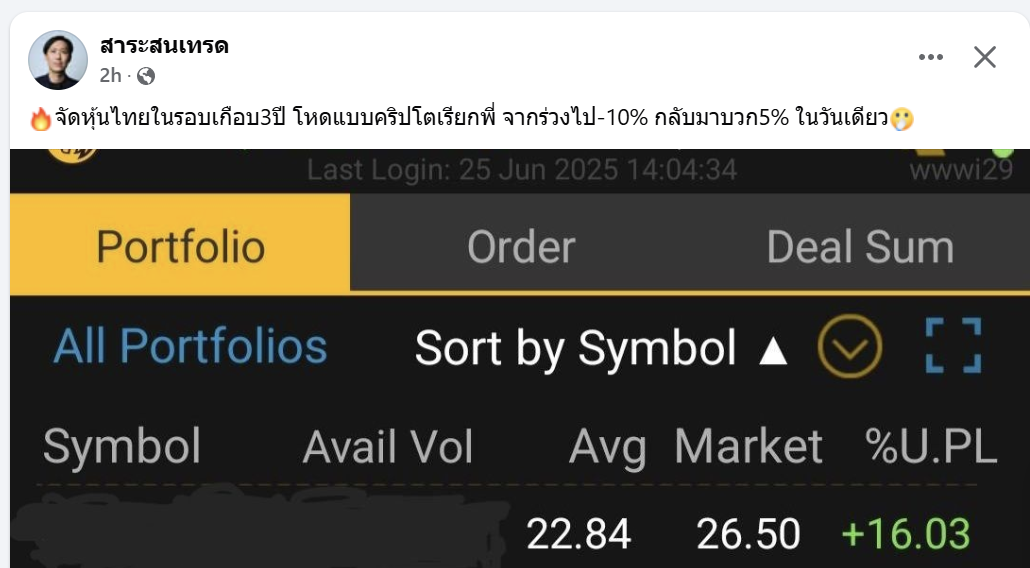 สาระสนเทรด
2h
🔥จัดหุ้นไทยในรอบเกือบ3ปี โหดแบบคริปโตเรียกพี่ จากร่วงไป-10% กลับมาบวก5% ในวันเดียว🫢
Last Login: 25 Jun 2025 14:04:34 wwwi29
Portfolio Order Deal Sum
All Portfolios Sort by Symbol ▲
Symbol Avail Vol Avg Market %U.PL
22.84 26.50 +16.03